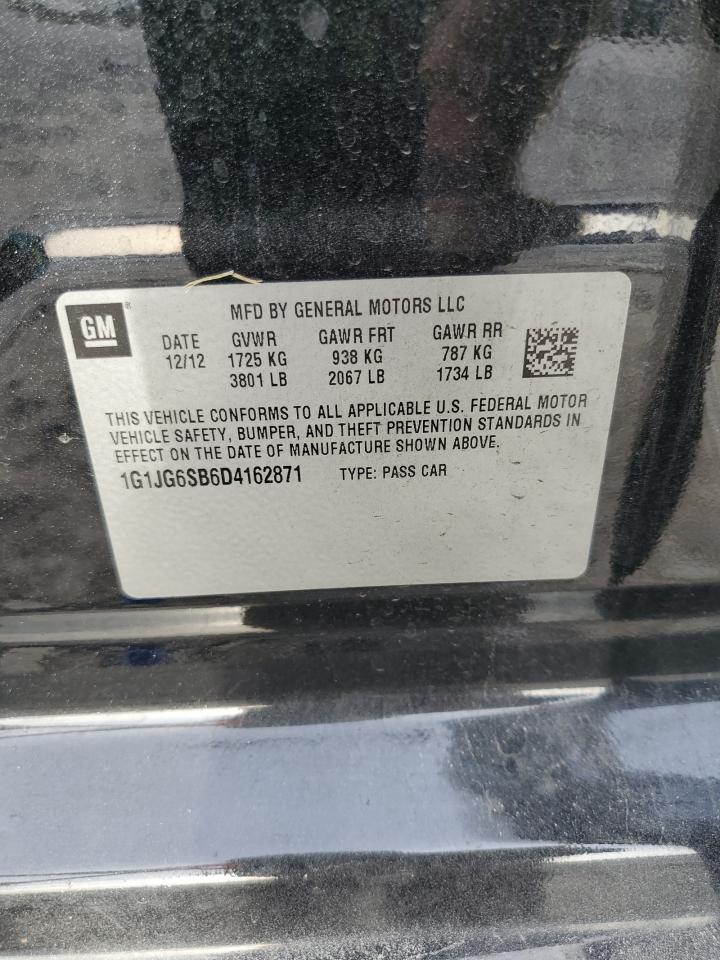 GM ® MFD BY GENERAL MOTORS LLC
DATE GVWR GAWR FRT GAWR RR
12/12 1725 KG 938 KG 787 KG
3801 LB 2067 LB 1734 LB
THIS VEHICLE CONFORMS TO ALL APPLICABLE U.S. FEDERAL MOTOR
VEHICLE SAFETY, BUMPER, AND THEFT PREVENTION STANDARDS IN
EFFECT ON THE DATE OF MANUFACTURE SHOWN ABOVE.
1G1JG6SB6D4162871 TYPE: PASS CAR